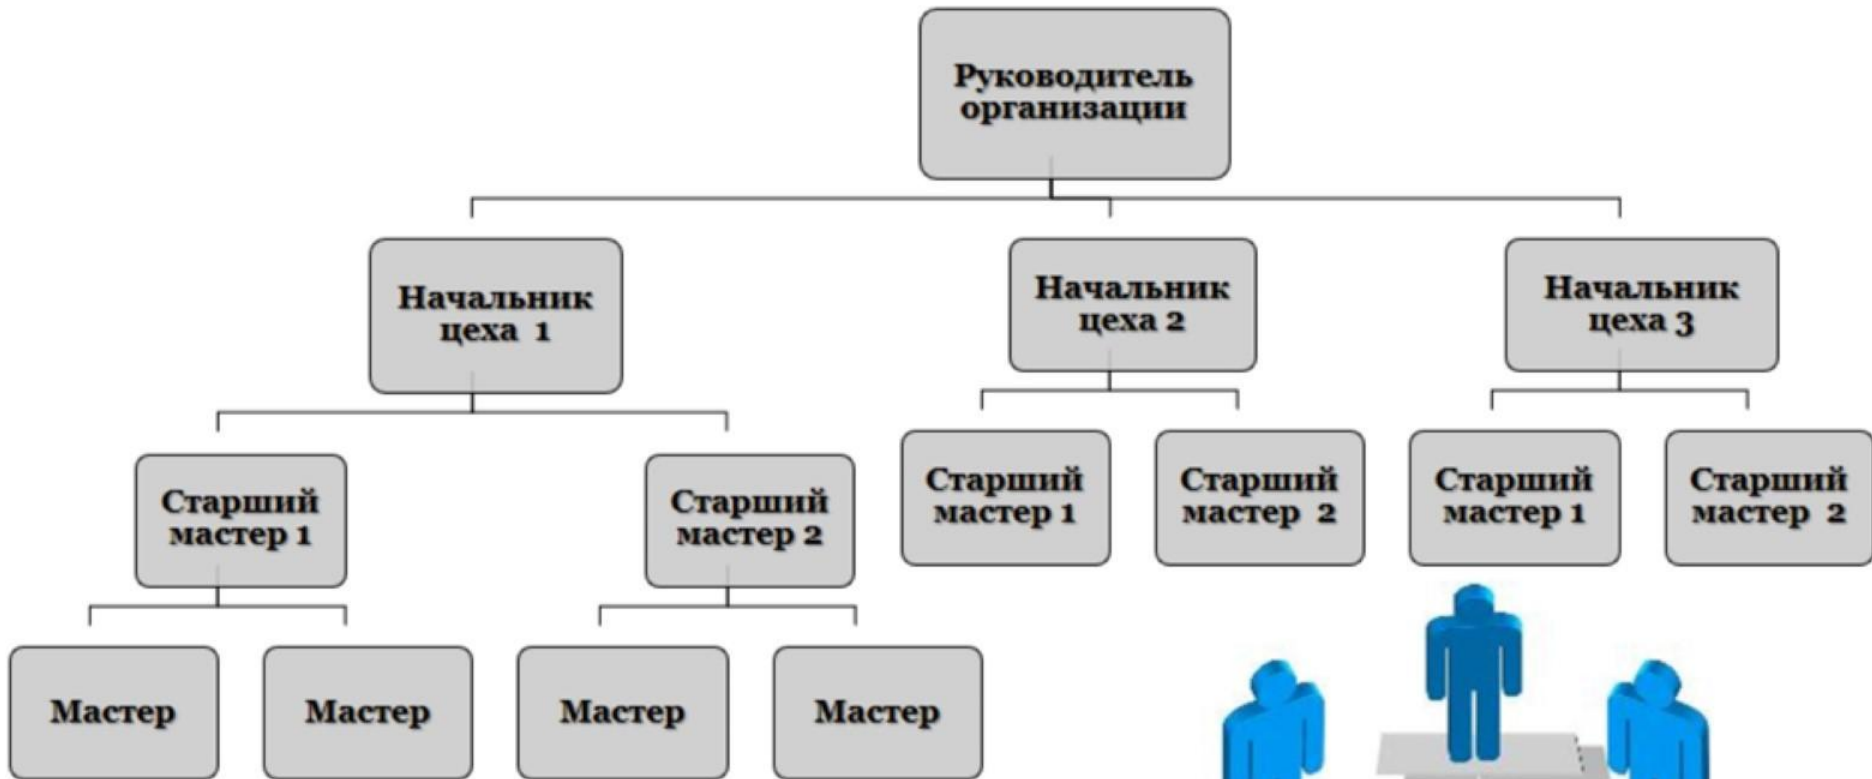 Руководитель
организации
Начальник
цеха 1
Начальник
цеха 2
Начальник
цеха 3
Старший
мастер 1
Старший
мастер 2
Старший
мастер 1
Старший
мастер 2
Старший
мастер 1
Старший
мастер 2
Мастер
Мастер
Мастер
Мастер